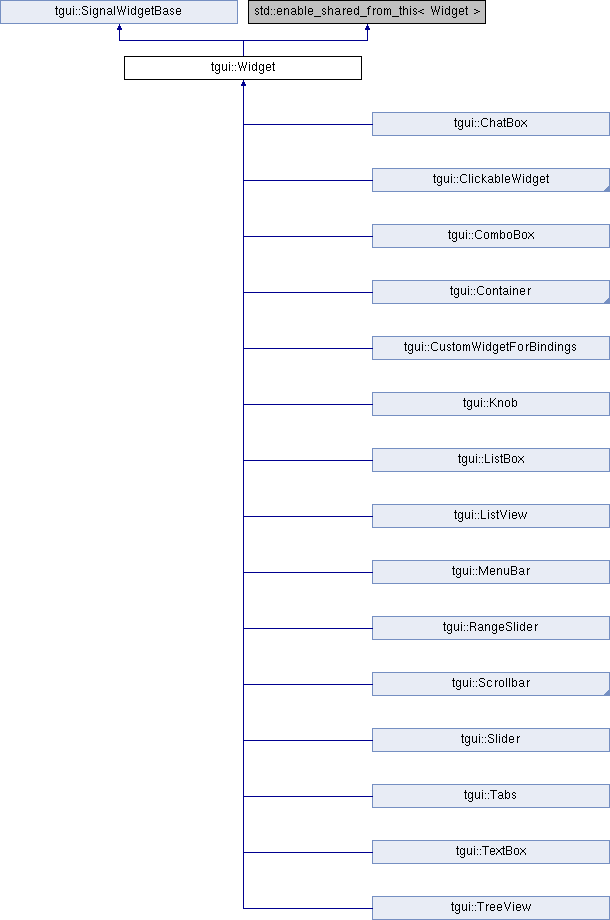 tgui::SignalWidgetBase
std::enable_shared_from_this< Widget >
tgui::Widget
tgui::ChatBox
tgui::ClickableWidget
tgui::ComboBox
tgui::Container
tgui::CustomWidgetForBindings
tgui::Knob
tgui::ListBox
tgui::ListView
tgui::MenuBar
tgui::RangeSlider
tgui::Scrollbar
tgui::Slider
tgui::Tabs
tgui::TextBox
tgui::TreeView